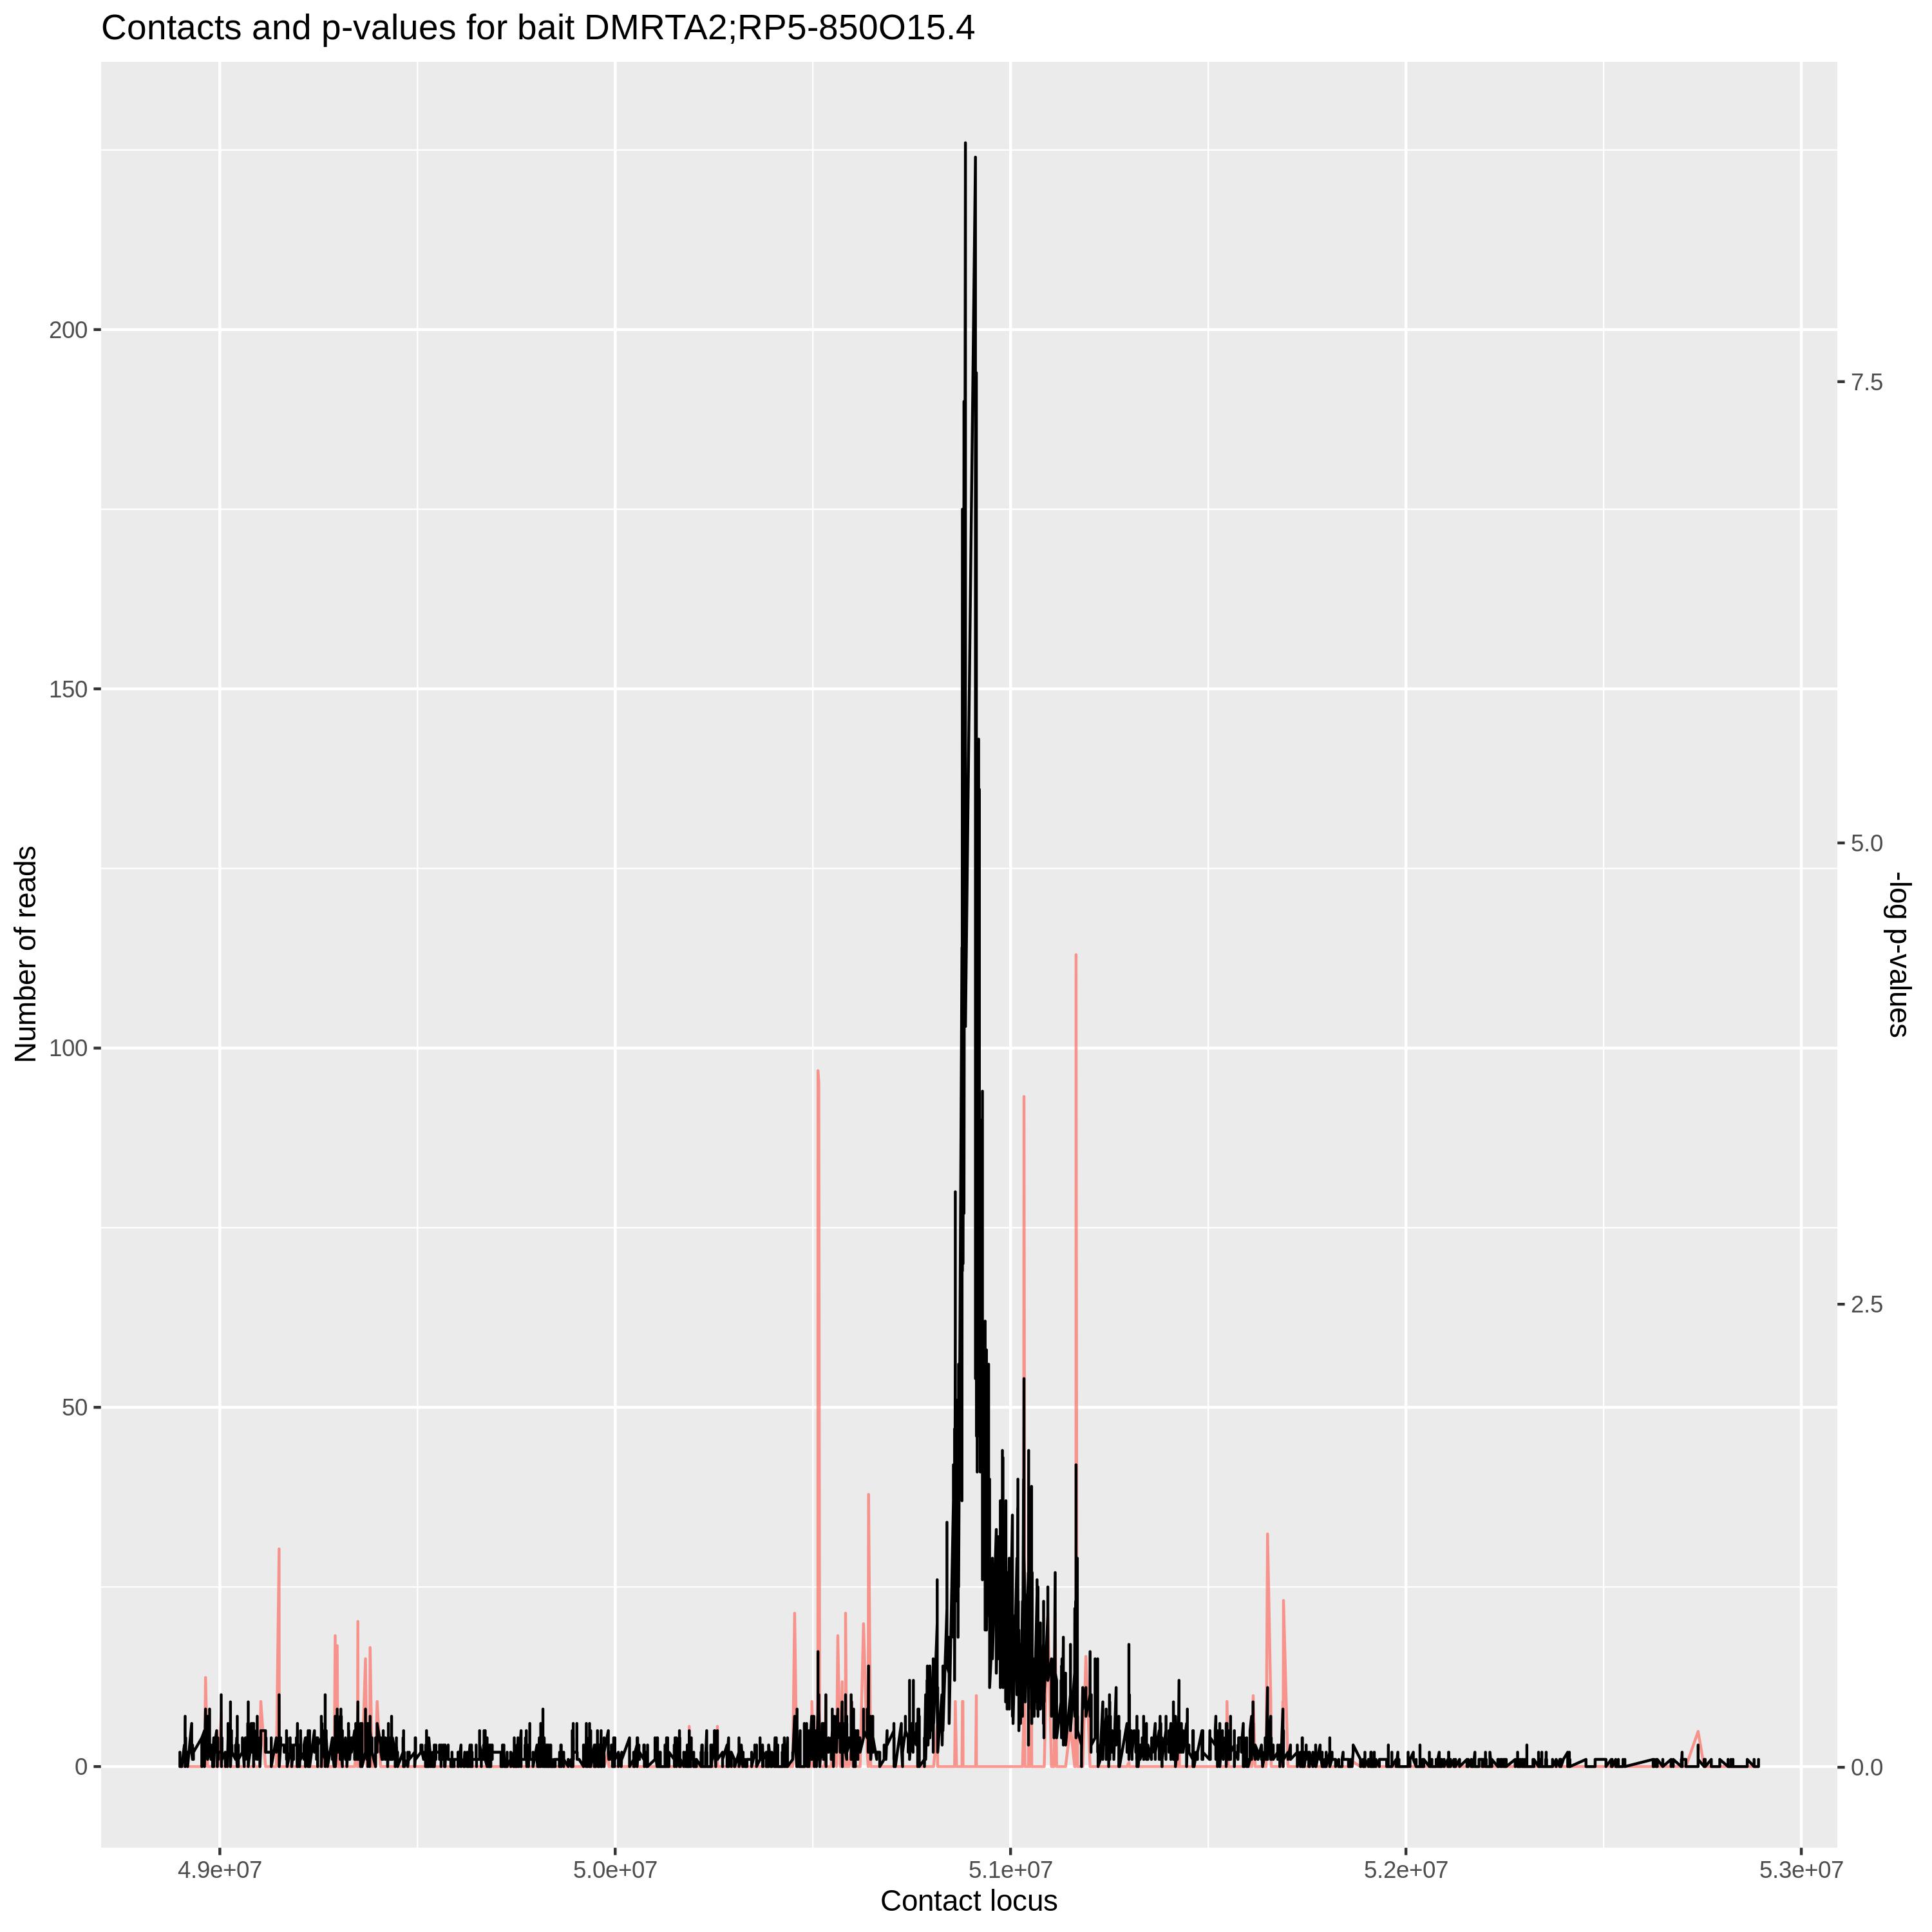 Contacts and p-values for bait DMRTA2;RP5-850O15.4
200
150
100
50
0
Number of reads
7.5
5.0
2.5
0.0
-log p-values
4.9e+07 5.0e+07 5.1e+07 5.2e+07 5.3e+07
Contact locus